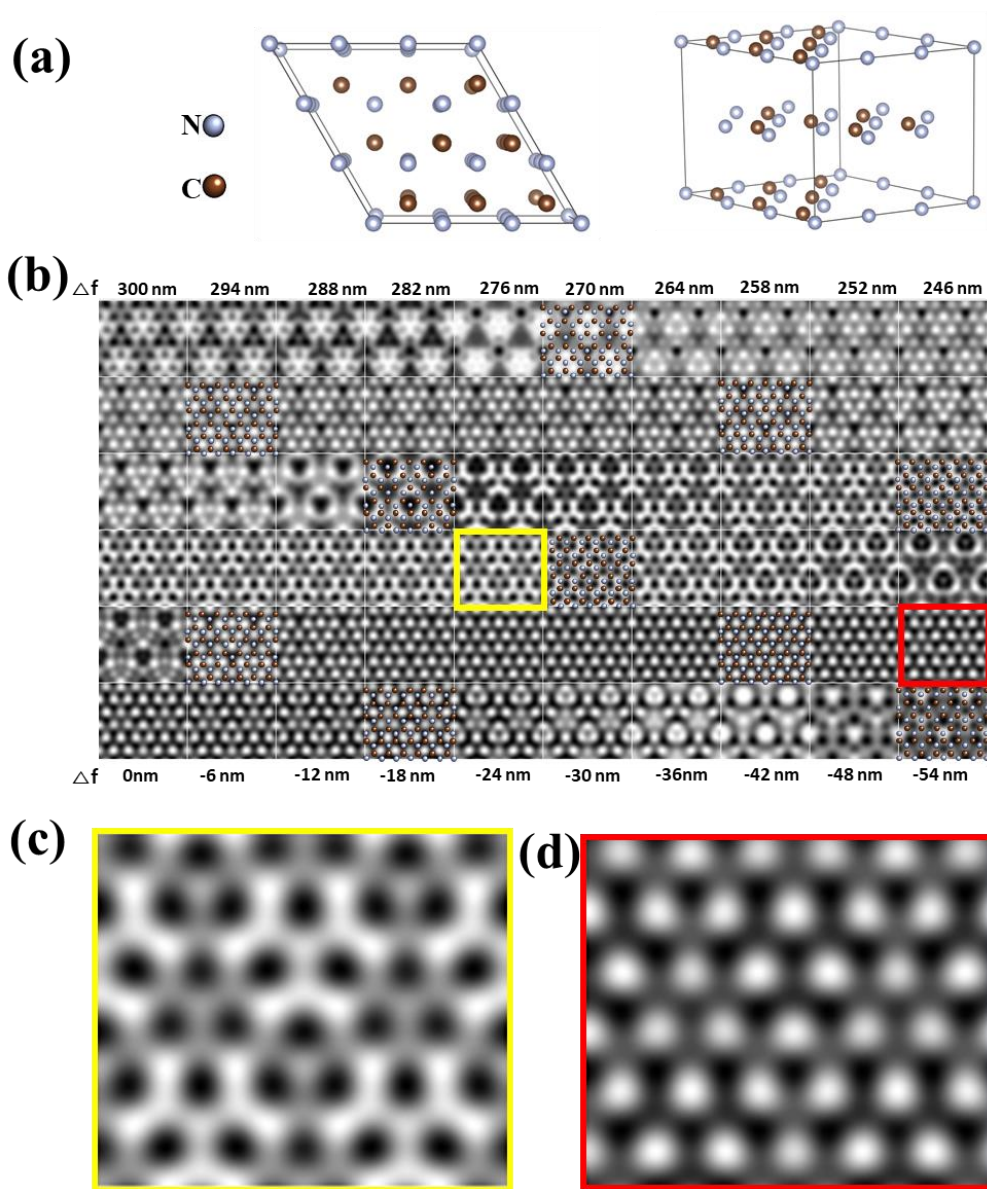 (a)
N
C
(b)
△f 300 nm 294 nm 288 nm 282 nm 276 nm 270 nm 264 nm 258 nm 252 nm 246 nm
△f 0nm -6 nm -12 nm -18 nm -24 nm -30 nm -36nm -42 nm -48 nm -54 nm
(c)
(d)